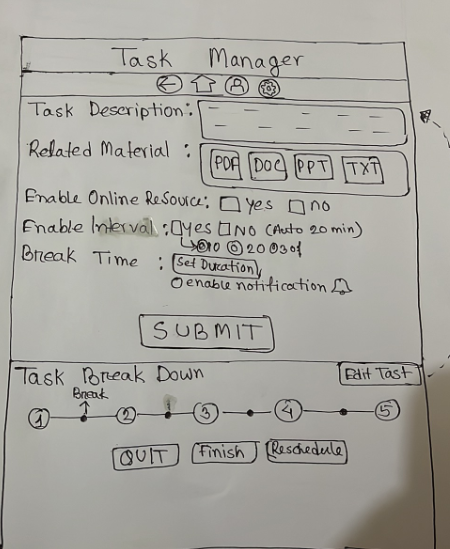 Task Manager
Task Description:
Related Material : PDF DOC PPT TXT
Enable Online Resource: yes no
Enable Interval : Yes NO (Auto 20 min)
10 20 30
Break Time : Set Duration
enable notification
SUBMIT
Task Break Down Edit Tast
Break
1 2 3 4 5
QUIT Finish Reschedule